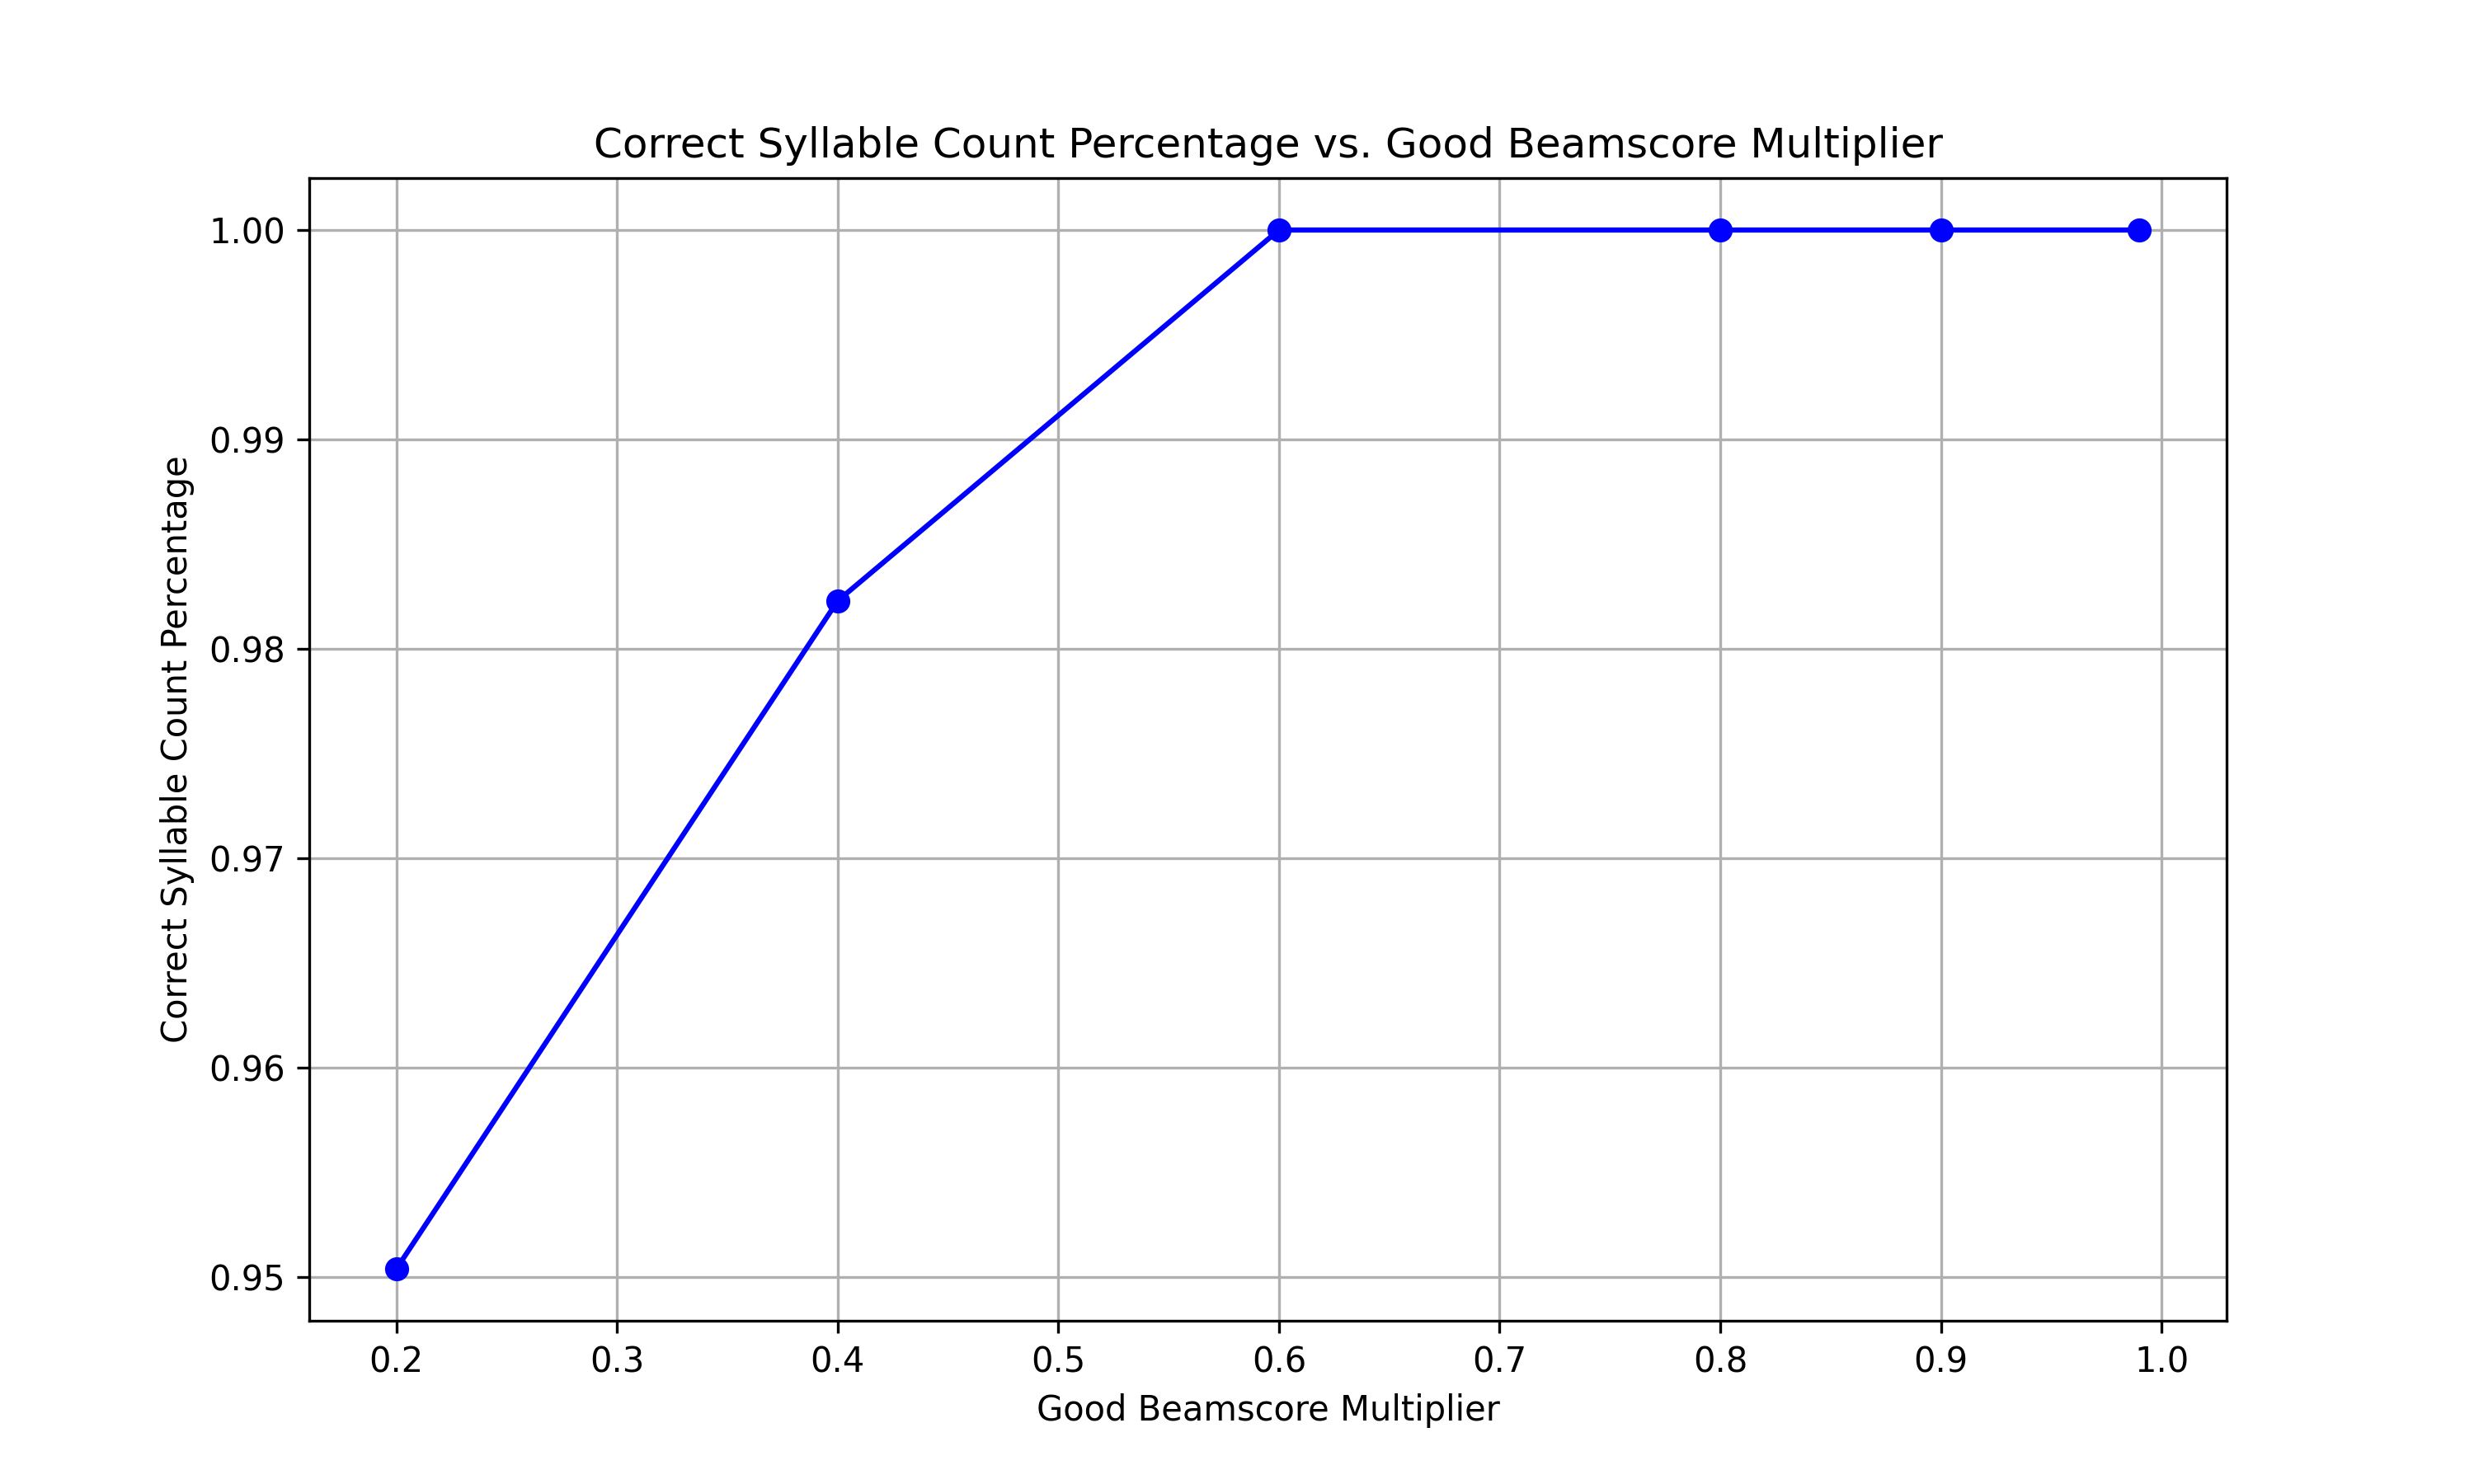 Correct Syllable Count Percentage vs. Good Beamscore Multiplier
Correct Syllable Count Percentage
1.00
0.99
0.98
0.97
0.96
0.95
0.2 0.3 0.4 0.5 0.6 0.7 0.8 0.9 1.0
Good Beamscore Multiplier